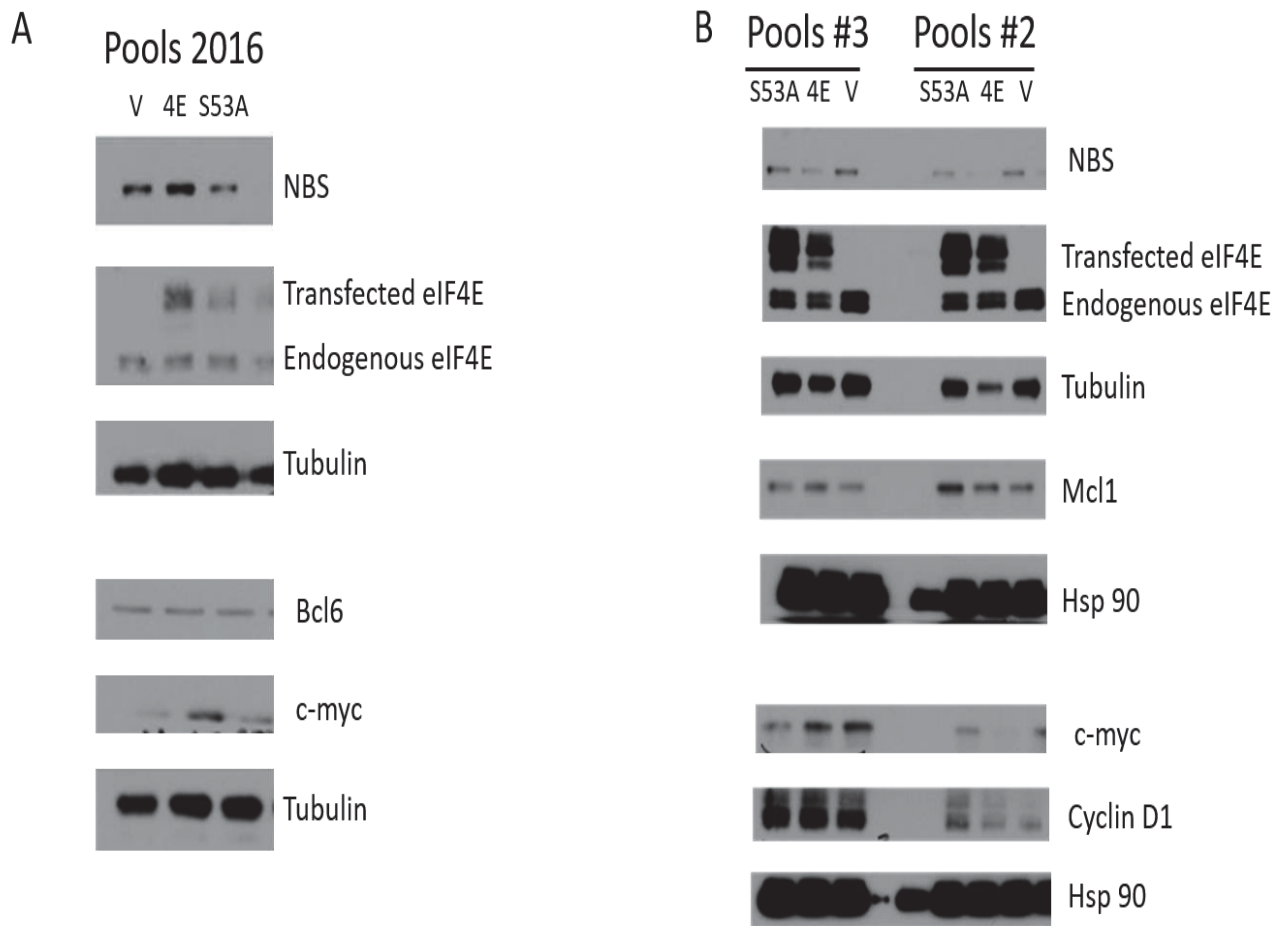 A
Pools 2016
V 4E S53A
NBS
Transfected eIF4E
Endogenous eIF4E
Tubulin
Bcl6
c-myc
Tubulin
B
Pools #3 Pools #2
S53A 4E V S53A 4E V
NBS
Transfected eIF4E
Endogenous eIF4E
Tubulin
Mcl1
Hsp 90
c-myc
Cyclin D1
Hsp 90